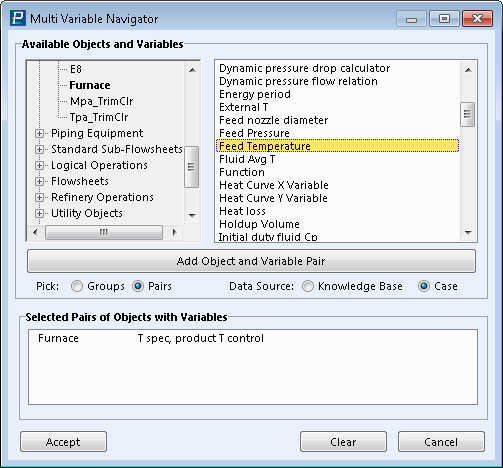 Multi Variable Navigator
Available Objects and Variables
E8
Furnace
Mpa_TrimClr
Tpa_TrimClr
Piping Equipment
Standard Sub-Flowsheets
Logical Operations
Flowsheets
Refinery Operations
Utility Objects
Dynamic pressure drop calculator
Dynamic pressure flow relation
Energy period
External T
Feed nozzle diameter
Feed Pressure
Feed Temperature
Fluid Avg T
Function
Heat Curve X Variable
Heat Curve Y Variable
Heat loss
Holdup Volume
Initial duty fluid Cp
Add Object and Variable Pair
Pick: Groups Pairs Data Source: Knowledge Base Case
Selected Pairs of Objects with Variables
Furnace T spec, product T control
Accept Clear Cancel